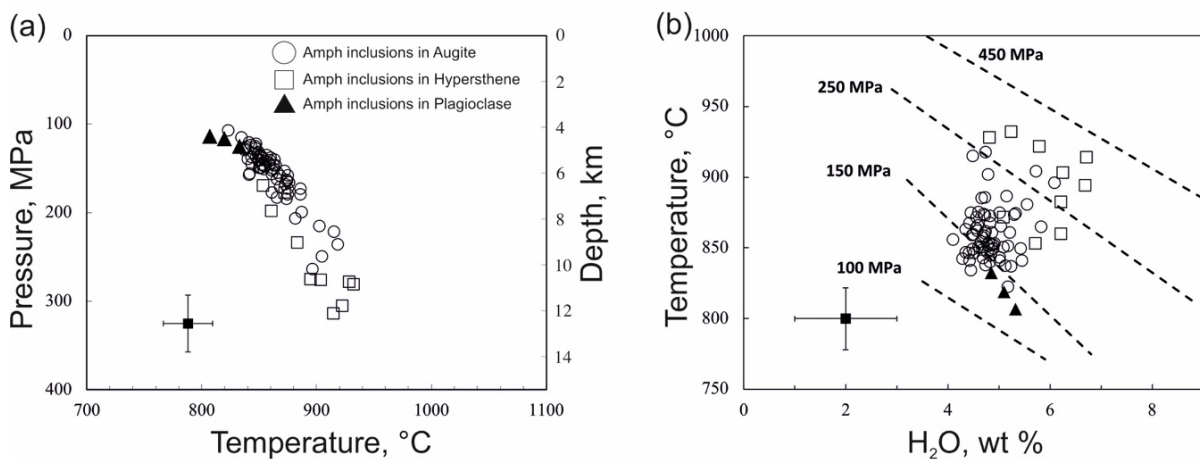 (a)
0
100
200
300
400
Pressure, MPa
700
800
900
1000
1100
Temperature, °C
0
2
4
6
8
10
12
14
Depth, km
Amph inclusions in Augite
Amph inclusions in Hypersthene
Amph inclusions in Plagioclase
(b)
1000
950
900
850
800
750
Temperature, °C
0
2
4
6
8
H₂O, wt %
450 MPa
250 MPa
150 MPa
100 MPa